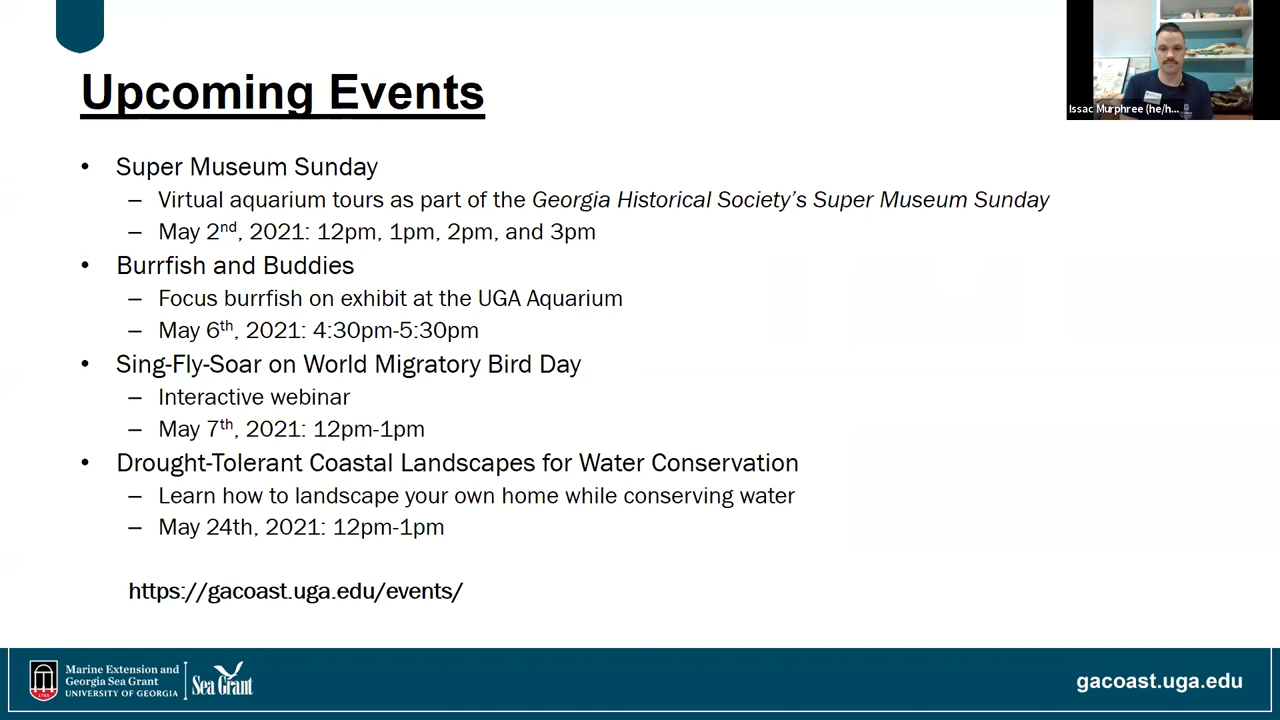 Upcoming Events
Issac Murphree (he/h...
• Super Museum Sunday
– Virtual aquarium tours as part of the Georgia Historical Society's Super Museum Sunday
– May 2nd, 2021: 12pm, 1pm, 2pm, and 3pm
• Burrfish and Buddies
– Focus burrfish on exhibit at the UGA Aquarium
– May 6th, 2021: 4:30pm-5:30pm
• Sing-Fly-Soar on World Migratory Bird Day
– Interactive webinar
– May 7th, 2021: 12pm-1pm
• Drought-Tolerant Coastal Landscapes for Water Conservation
– Learn how to landscape your own home while conserving water
– May 24th, 2021: 12pm-1pm
https://gacoast.uga.edu/events/
Marine Extension and
Georgia Sea Grant
UNIVERSITY OF GEORGIA
1785
Sea Grant
gacoast.uga.edu